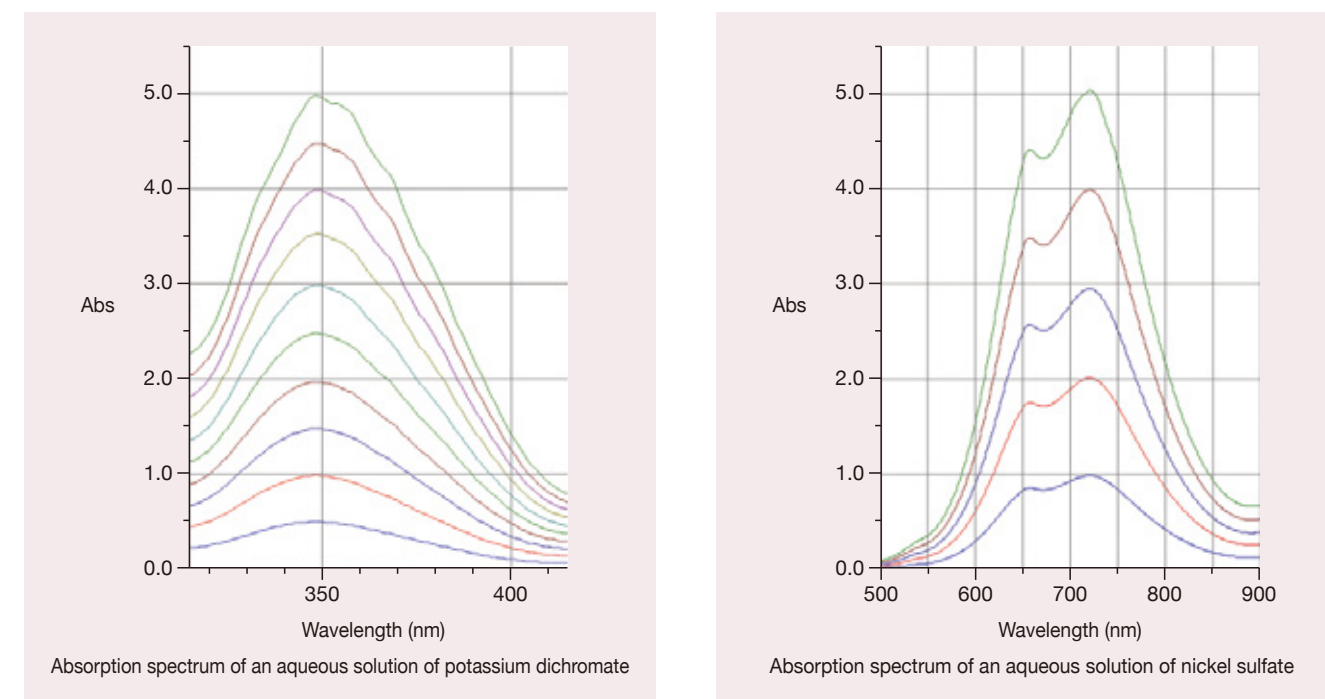 5.0
4.0
3.0
Abs
2.0
1.0
0.0
350 400
Wavelength (nm)
Absorption spectrum of an aqueous solution of potassium dichromate
5.0
4.0
3.0
Abs
2.0
1.0
0.0
500 600 700 800 900
Wavelength (nm)
Absorption spectrum of an aqueous solution of nickel sulfate